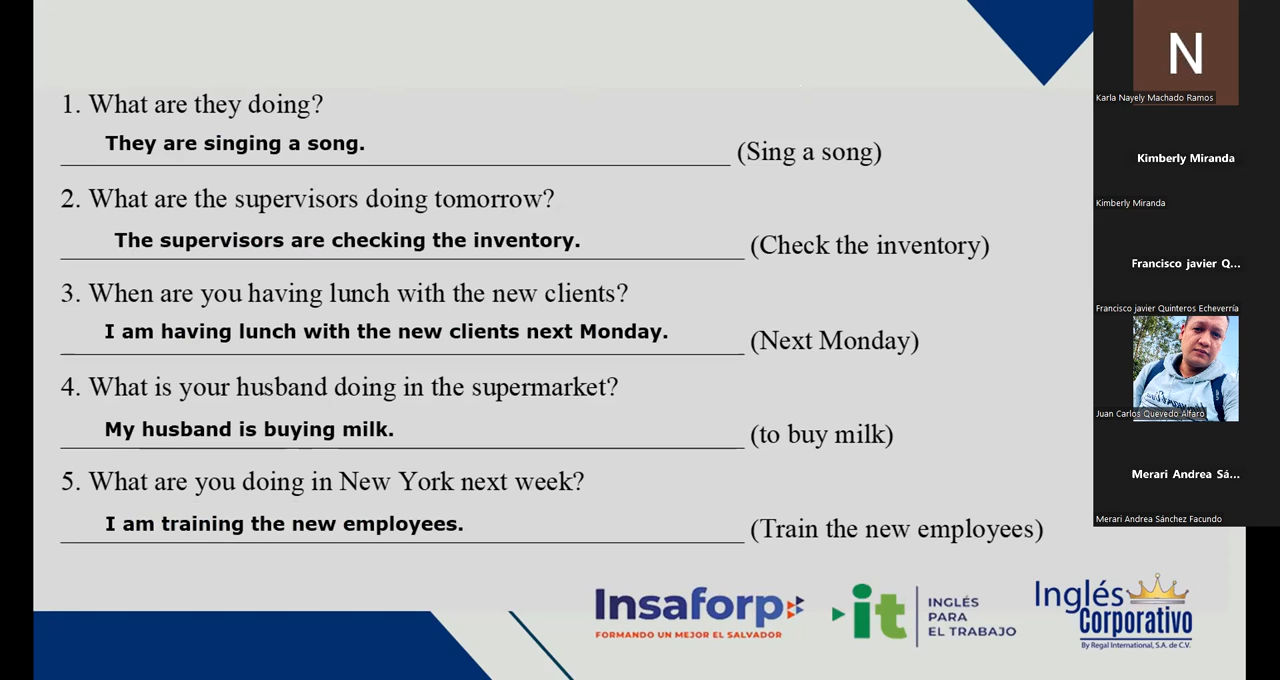 1. What are they doing?
They are singing a song.
(Sing a song)
2. What are the supervisors doing tomorrow?
The supervisors are checking the inventory.
(Check the inventory)
3. When are you having lunch with the new clients?
I am having lunch with the new clients next Monday.
(Next Monday)
4. What is your husband doing in the supermarket?
My husband is buying milk.
(to buy milk)
5. What are you doing in New York next week?
I am training the new employees.
(Train the new employees)
Insaforp
FORMANDO UN MEJOR EL SALVADOR
it
INGLÉS
PARA
EL TRABAJO
Inglés
Corporativo
By Regal International, S.A. de C.V.
N
Karla Nayely Machado Ramos
Kimberly Miranda
Kimberly Miranda
Francisco javier Q...
Francisco javier Quinteros Echeverría
Juan Carlos Quevedo Alfaro
Merari Andrea Sá...
Merari Andrea Sánchez Facundo